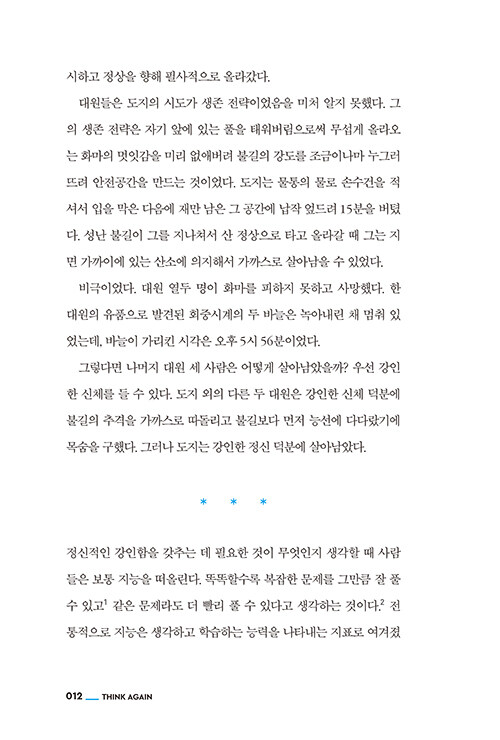 시하고 정상을 향해 필사적으로 올라갔다.
대원들은 도지의 시도가 생존 전략이었음을 미처 알지 못했다. 그
의 생존 전략은 자기 앞에 있는 풀을 태워버림으로써 무섭게 올라오
는 화마의 먹잇감을 미리 없애버려 불길의 강도를 조금이나마 누그러
뜨려 안전공간을 만드는 것이었다. 도지는 물통의 물로 손수건을 적
셔서 입을 막은 다음에 재만 남은 그 공간에 납작 엎드려 15분을 버텼
다. 성난 불길이 그를 지나쳐서 산 정상으로 타고 올라갈 때 그는 지
면 가까이에 있는 산소에 의지해서 가까스로 살아남을 수 있었다.
비극이었다. 대원 열두 명이 화마를 피하지 못하고 사망했다. 한
대원의 유품으로 발견된 회중시계의 두 바늘은 녹아내린 채 멈춰 있
었는데, 바늘이 가리킨 시각은 오후 5시 56분이었다.
그렇다면 나머지 대원 세 사람은 어떻게 살아남았을까? 우선 강인
한 신체를 들 수 있다. 도지 외의 다른 두 대원은 강인한 신체 덕분에
불길의 추격을 가까스로 따돌리고 불길보다 먼저 능선에 다다랐기에
목숨을 구했다. 그러나 도지는 강인한 정신 덕분에 살아남았다.
* * *
정신적인 강인함을 갖추는 데 필요한 것이 무엇인지 생각할 때 사람
들은 보통 지능을 떠올린다. 똑똑할수록 복잡한 문제를 그만큼 잘 풀
수 있고¹ 같은 문제라도 더 빨리 풀 수 있다고 생각하는 것이다.² 전
통적으로 지능은 생각하고 학습하는 능력을 나타내는 지표로 여겨졌
012 __ THINK AGAIN